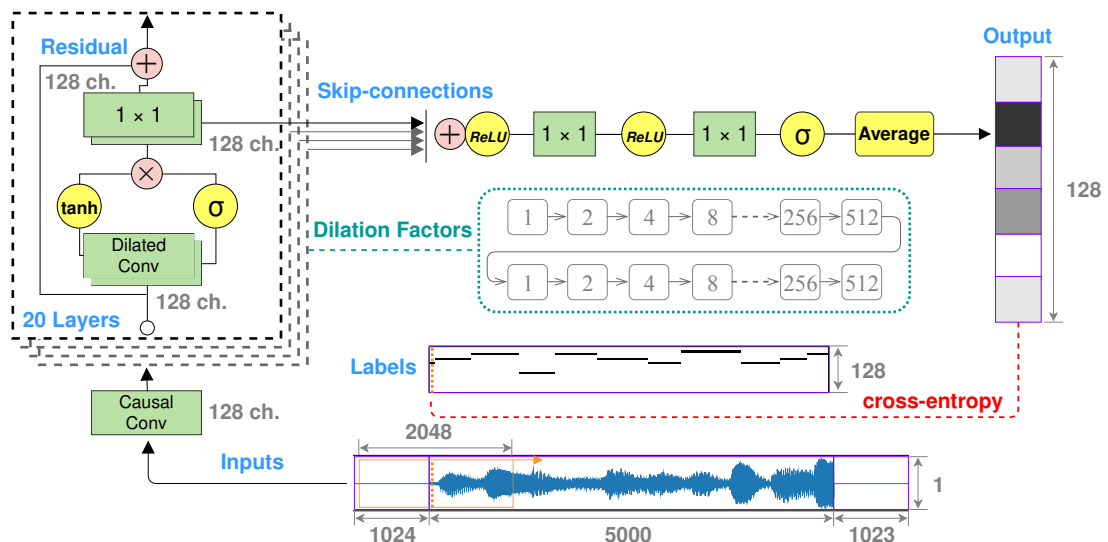 Residual
+
128 ch.
1 × 1
128 ch.
×
tanh
σ
Dilated
Conv
128 ch.
20 Layers
Causal
Conv
128 ch.
Skip-connections
+
ReLU
1 × 1
ReLU
1 × 1
σ
Average
Output
128
Dilation Factors
1
2
4
8
256
512
1
2
4
8
256
512
Labels
128
cross-entropy
Inputs
2048
1
1024
5000
1023